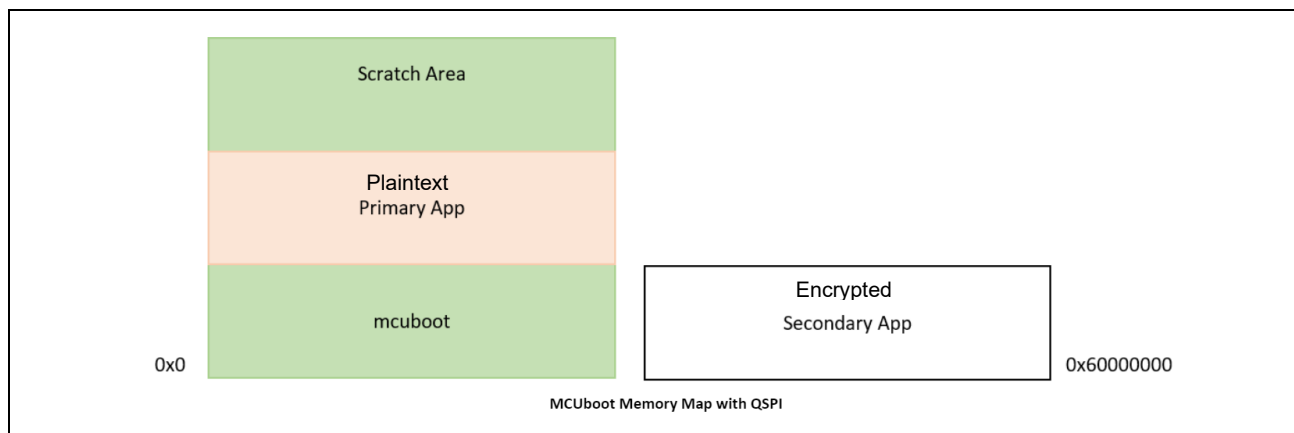 Scratch Area
Plaintext
Primary App
mcuboot
0x0
Encrypted
Secondary App
0x60000000
MCUboot Memory Map with QSPI